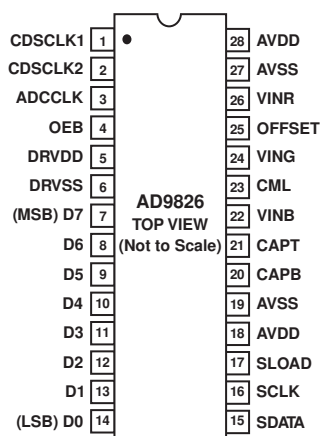 CDSCLK1 1 28 AVDD
CDSCLK2 2 27 AVSS
ADCCLK 3 26 VINR
OEB 4 25 OFFSET
DRVDD 5 24 VING
DRVSS 6 23 CML
(MSB) D7 7 22 VINB
D6 8 21 CAPT
D5 9 20 CAPB
D4 10 19 AVSS
D3 11 18 AVDD
D2 12 17 SLOAD
D1 13 16 SCLK
(LSB) D0 14 15 SDATA
AD9826
TOP VIEW
(Not to Scale)